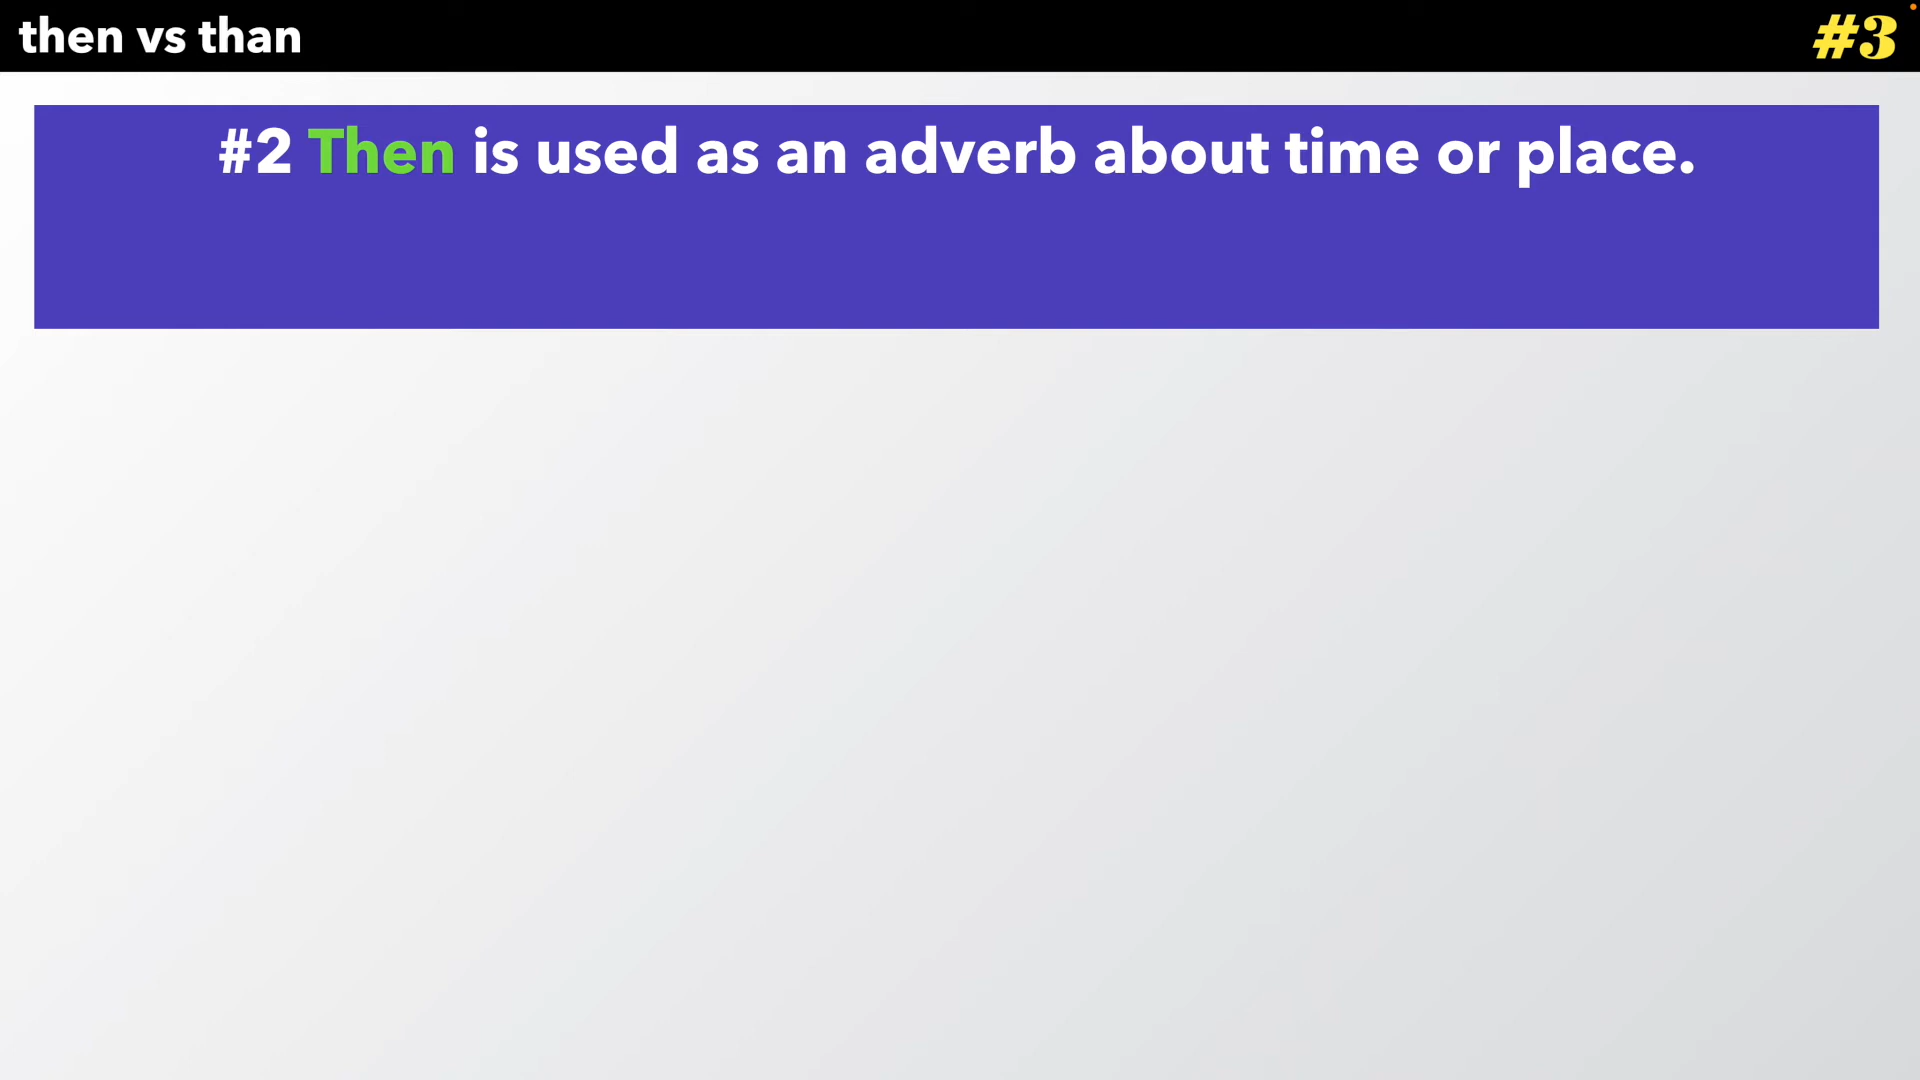 then vs than
#3
#2 Then is used as an adverb about time or place.